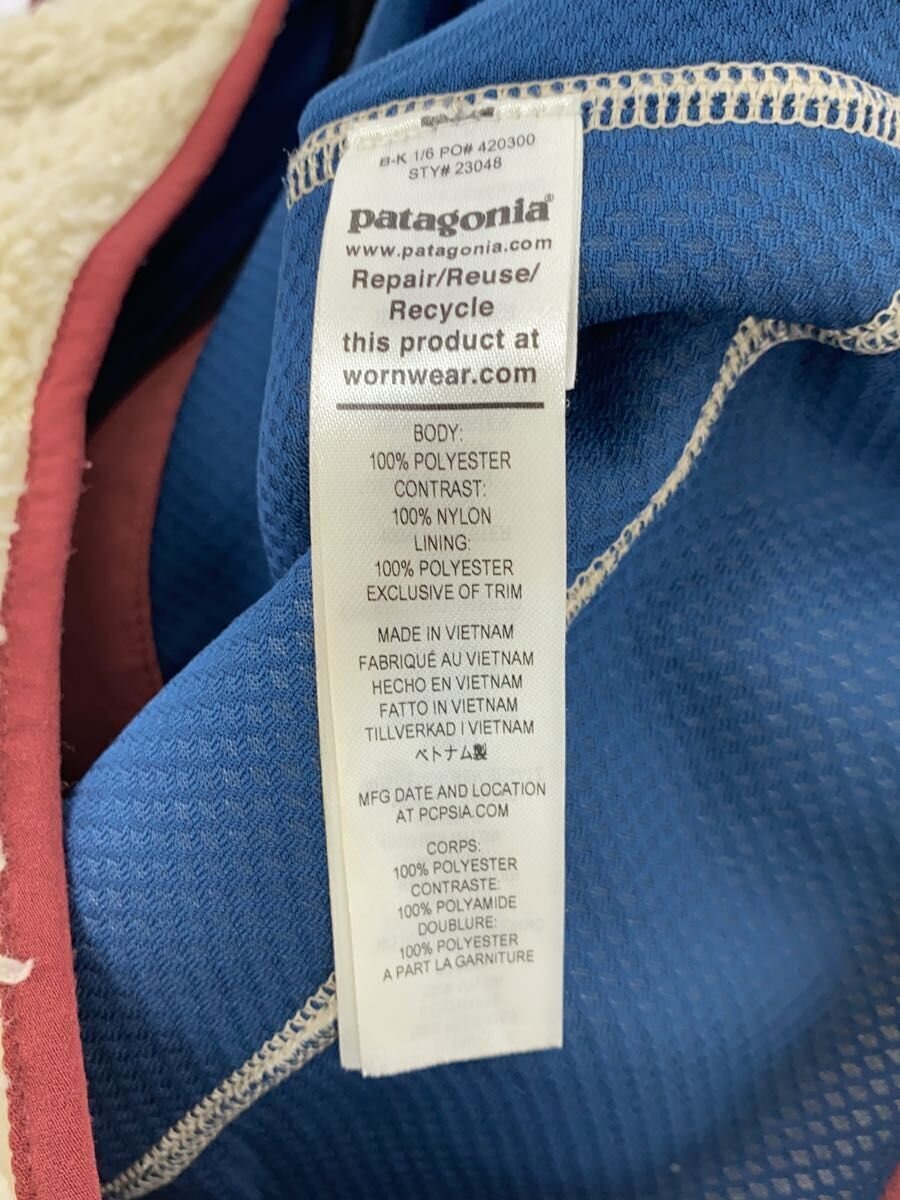 B-K 1/6 PO# 420300
STY# 23048
patagonia®
www.patagonia.com
Repair/Reuse/
Recycle
this product at
wornwear.com
BODY:
100% POLYESTER
CONTRAST:
100% NYLON
LINING:
100% POLYESTER
EXCLUSIVE OF TRIM
MADE IN VIETNAM
FABRIQUÉ AU VIETNAM
HECHO EN VIETNAM
FATTO IN VIETNAM
TILLVERKAD I VIETNAM
ベトナム製
MFG DATE AND LOCATION
AT PCPSIA.COM
CORPS:
100% POLYESTER
CONTRASTE:
100% POLYAMIDE
DOUBLURE:
100% POLYESTER
A PART LA GARNITURE